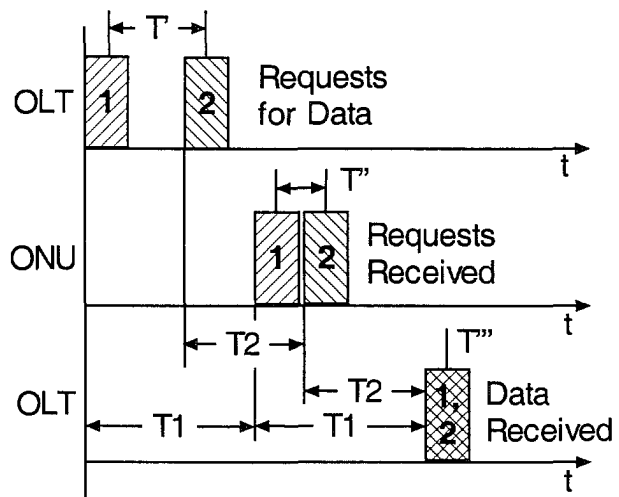 T'
OLT
1
2
Requests
for Data
t
T''
ONU
1
2
Requests
Received
t
T2
T'''
OLT
T1
T2
T1
1,
2
Data
Received
t